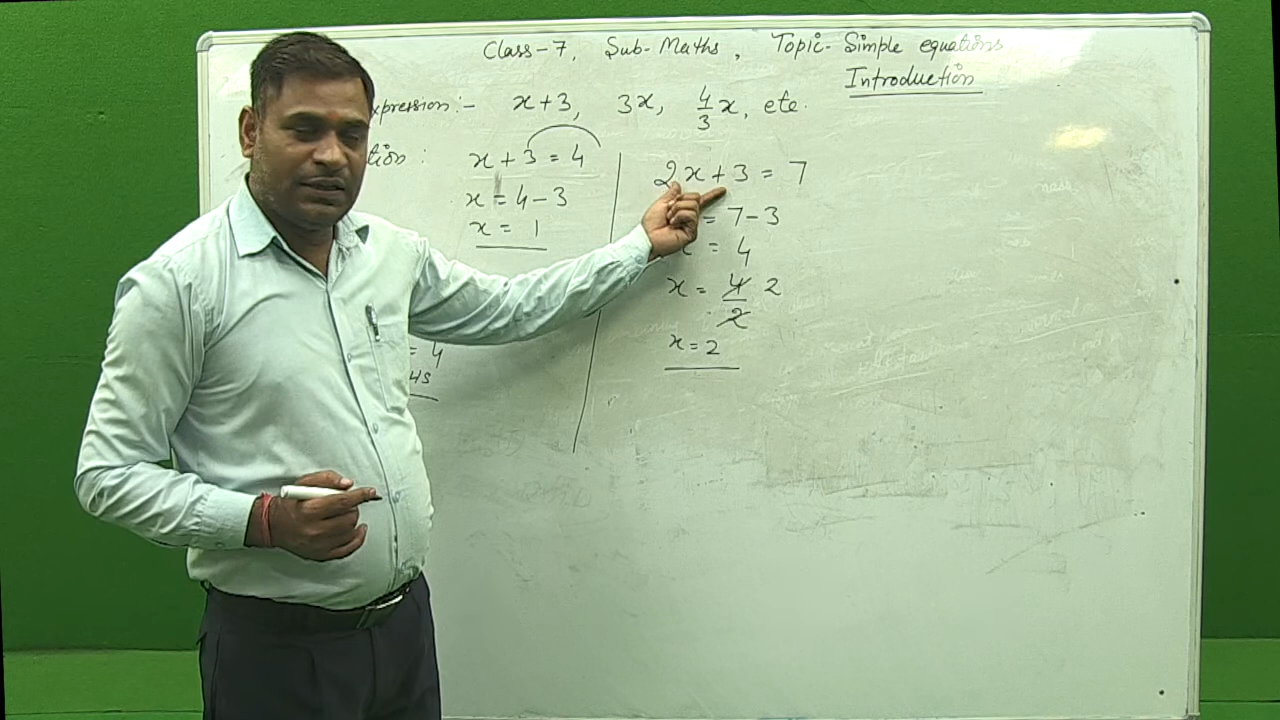 Class-7, Sub-Maths, Topic- Simple equations
Introduction
xpression:- x+3, 3x, 4/3 x, etc.
tion: x + 3 = 4
x = 4 - 3
x = 1
= 4
2x + 3 = 7
= 7 - 3
x = 4
x = 4/2 2
x = 2